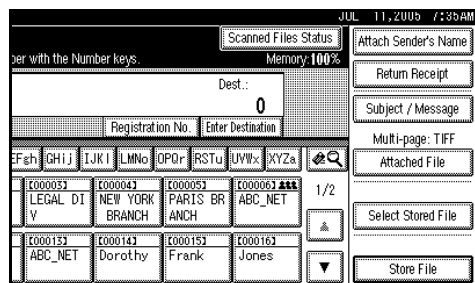 JUL 11,2005 7:35AM
Scanned Files Status
Attach Sender's Name
ber with the Number keys.
Memory:100%
Return Receipt
Dest.:
0
Subject / Message
Registration No.
Enter Destination
Multi-page: TIFF
Attached File
EFgh
GHij
IJKl
LMNo
OPQr
RSTu
UVWx
XYZa
[00003]
LEGAL DI
V
[00004]
NEW YORK
BRANCH
[00005]
PARIS BR
ANCH
[00006]
ABC_NET
1/2
Select Stored File
[00013]
ABC_NET
[00014]
Dorothy
[00015]
Frank
[00016]
Jones
Store File